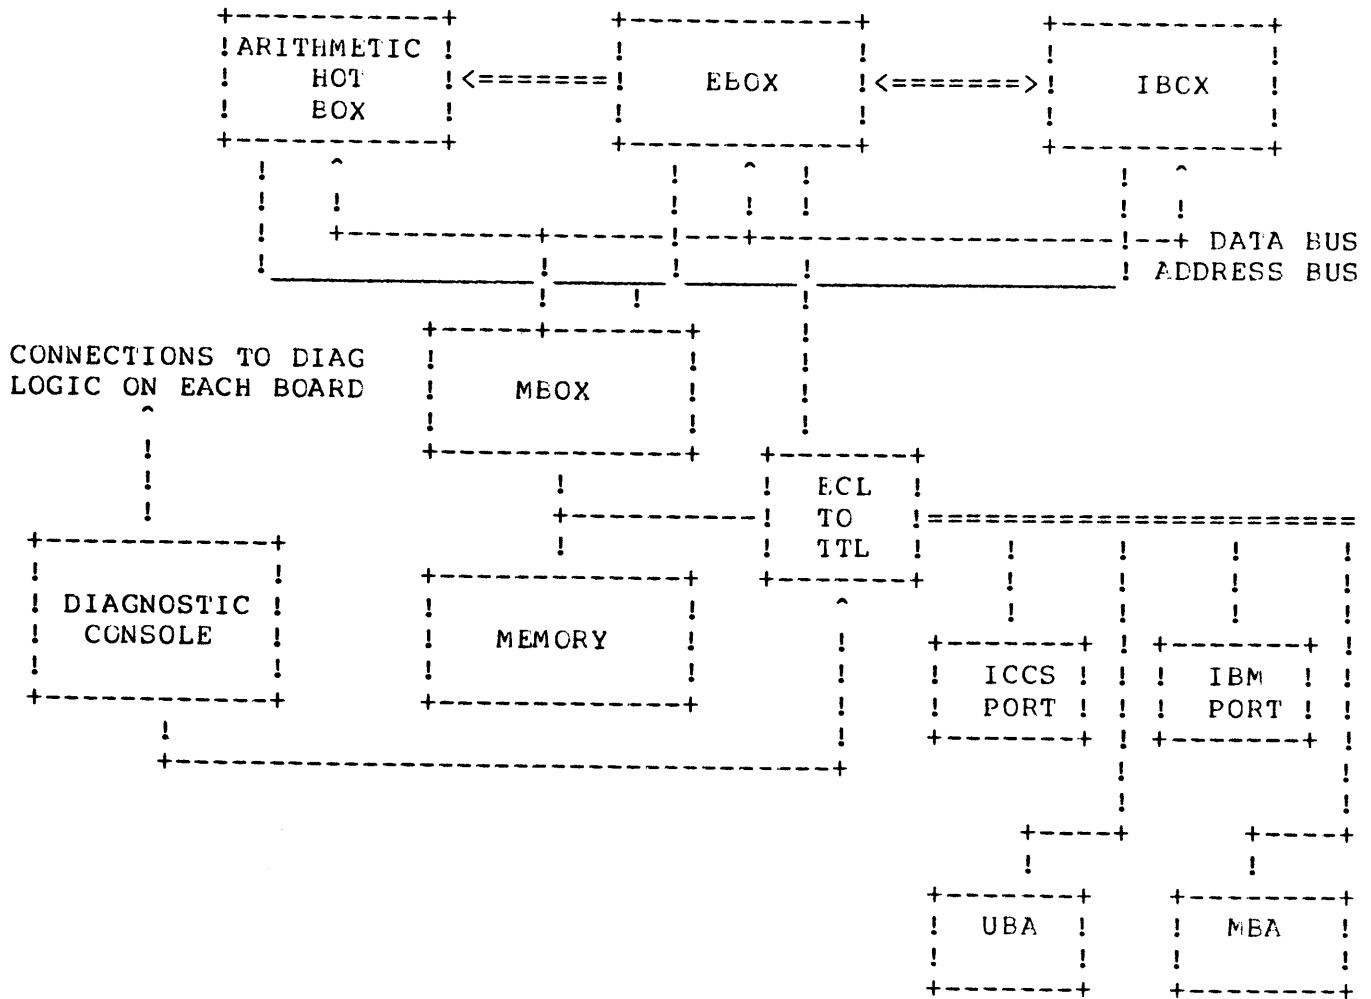 ARITHMETIC
HOT
BOX
EBOX
IBCX
DATA BUS
ADDRESS BUS
CONNECTIONS TO DIAG
LOGIC ON EACH BOARD
MBOX
ECL
TO
TTL
DIAGNOSTIC
CONSOLE
MEMORY
ICCS
PORT
IBM
PORT
UBA
MBA